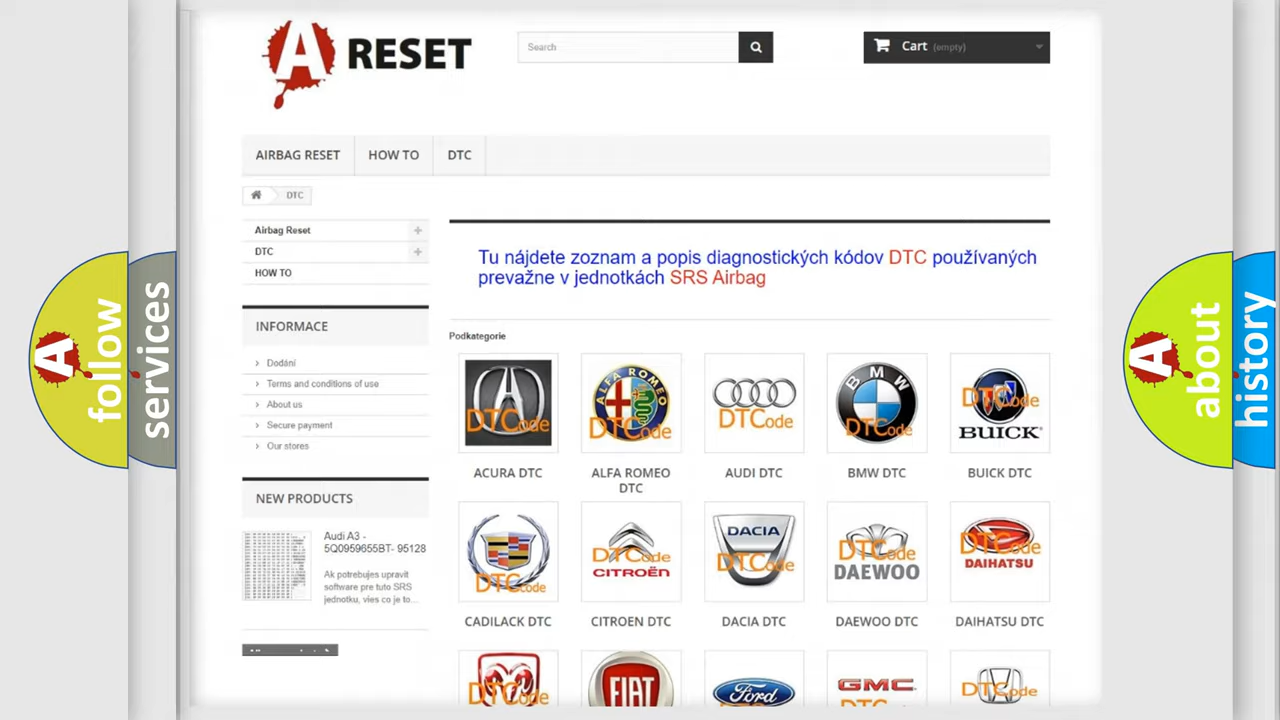 A RESET
Search
Cart (empty)
AIRBAG RESET
HOW TO
DTC
DTC
Airbag Reset
DTC
HOW TO
INFORMACE
Dodání
Terms and conditions of use
About us
Secure payment
Our stores
NEW PRODUCTS
Audi A3 -
5Q0959655BT- 95128
Ak potrebujes upravit
software pre tuto SRS
jednotku, vies co je to...
Tu nájdete zoznam a popis diagnostických kódov DTC používaných
prevažne v jednotkách SRS Airbag
Podkategorie
DTCode
ALFA ROMEO
DTCode
DTCode
BMW
DTCode
DTCode
BUICK
ACURA DTC
ALFA ROMEO
DTC
AUDI DTC
BMW DTC
BUICK DTC
DTCode
DTCode
CITROËN
DACIA
DTCode
DTCode
DAEWOO
DTCode
DAIHATSU
CADILACK DTC
CITROEN DTC
DACIA DTC
DAEWOO DTC
DAIHATSU DTC
DTCode
FIAT
Ford
GMC
DTCode
A follow
services
A about
history